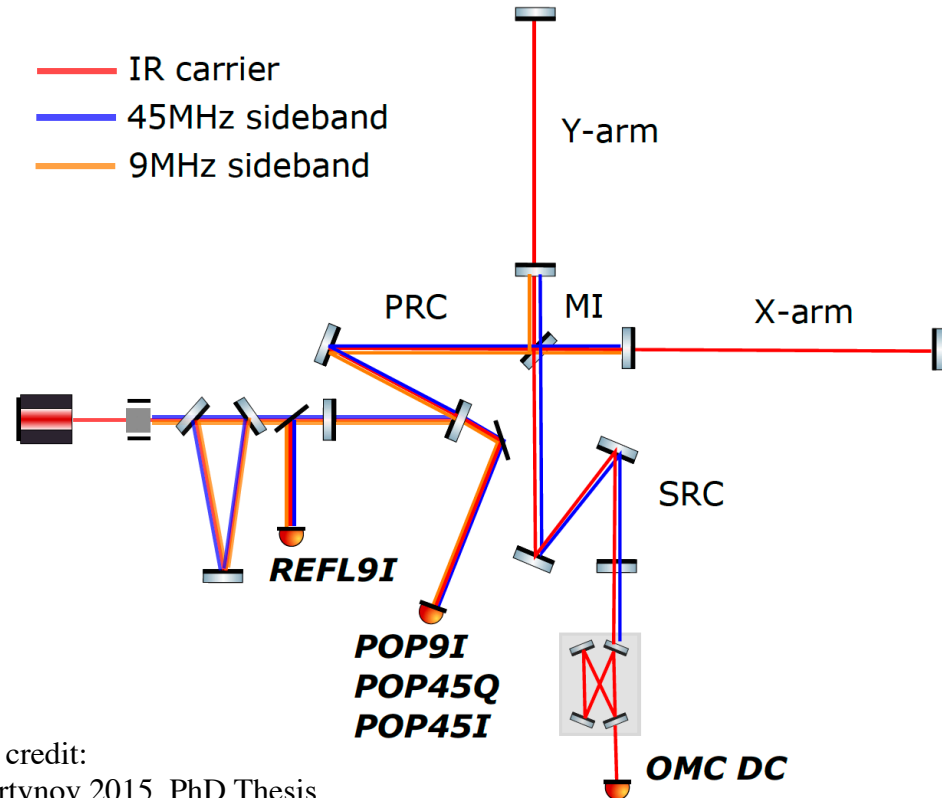 IR carrier
45MHz sideband
9MHz sideband
Y-arm
PRC
MI
X-arm
SRC
REFL9I
POP9I
POP45Q
POP45I
OMC DC
credit:
rtynov 2015, PhD Thesis